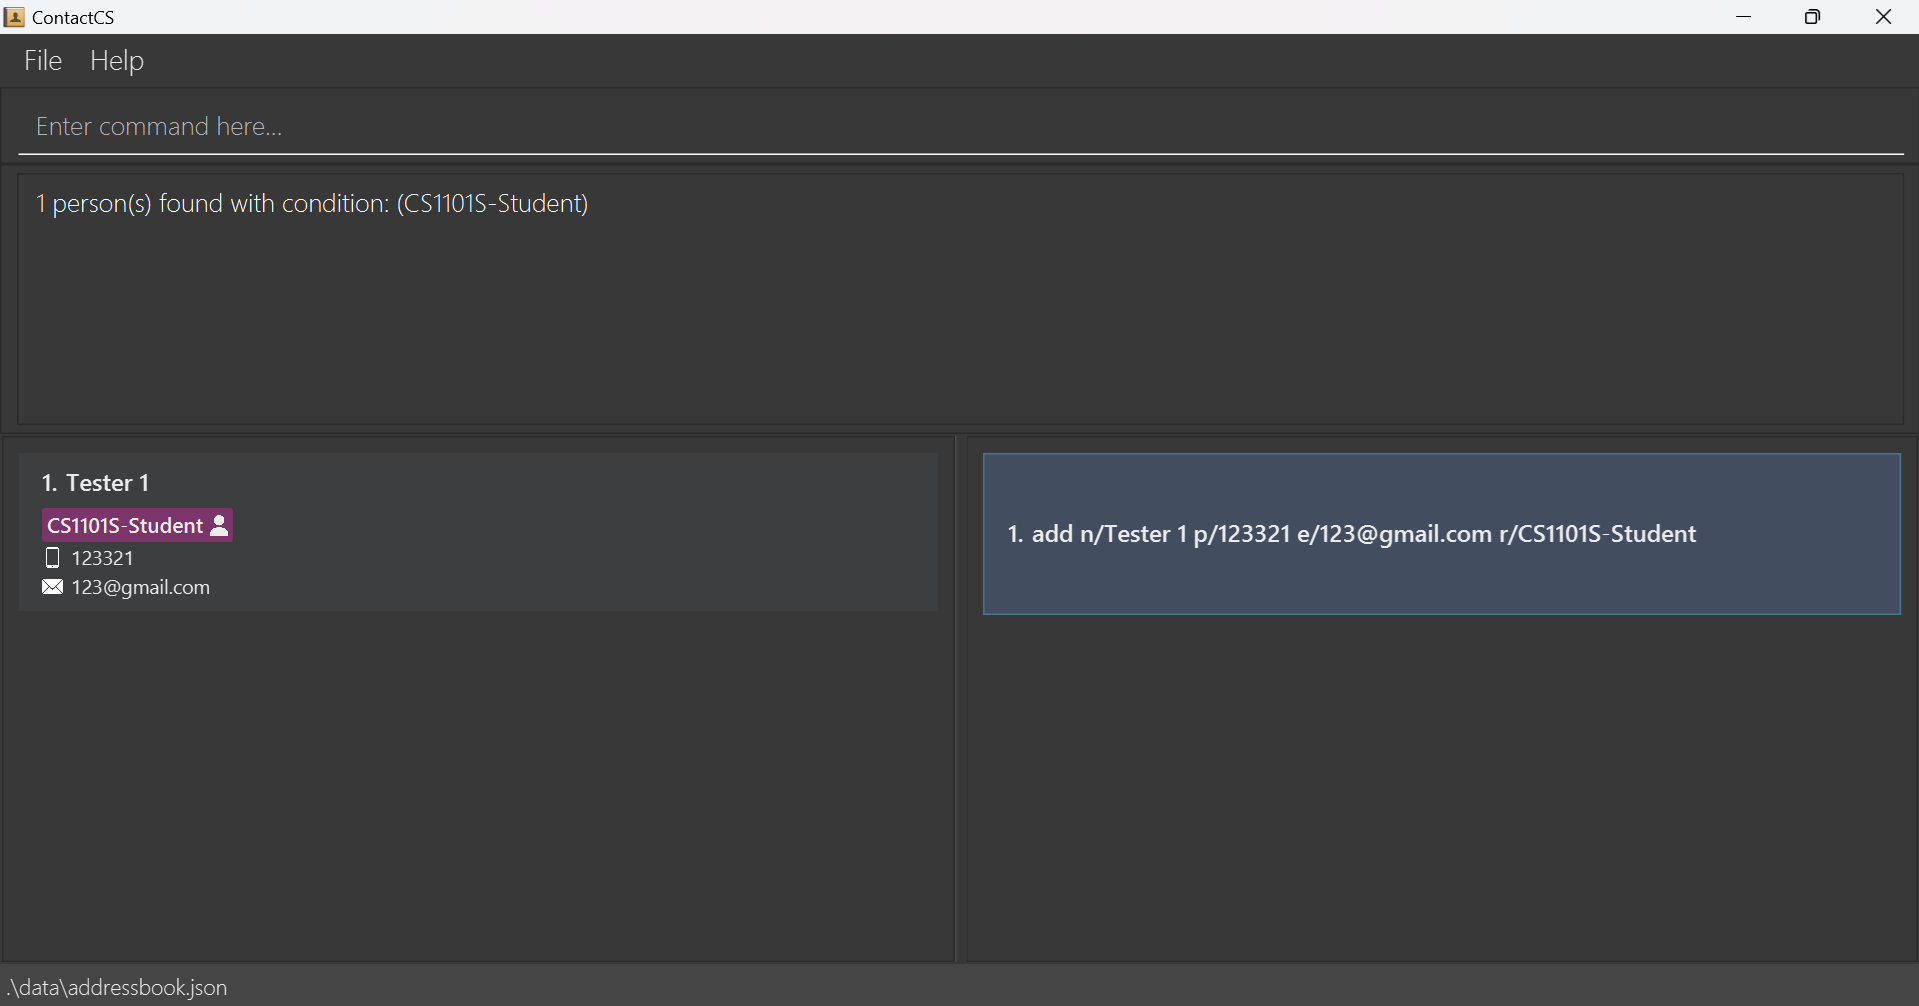 ContactCS
File Help
Enter command here...
1 person(s) found with condition: (CS1101S-Student)
1. Tester 1
CS1101S-Student
123321
123@gmail.com
1. add n/Tester 1 p/123321 e/123@gmail.com r/CS1101S-Student
.\data\addressbook.json